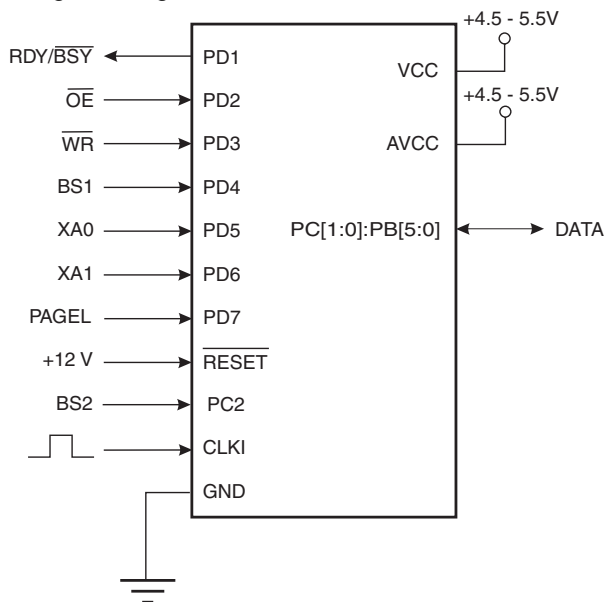 +4.5 - 5.5V
RDY/BSY PD1
VCC
OE PD2
+4.5 - 5.5V
WR PD3 AVCC
BS1 PD4
XA0 PD5 PC[1:0]:PB[5:0] DATA
XA1 PD6
PAGEL PD7
+12 V RESET
BS2 PC2
CLKI
GND